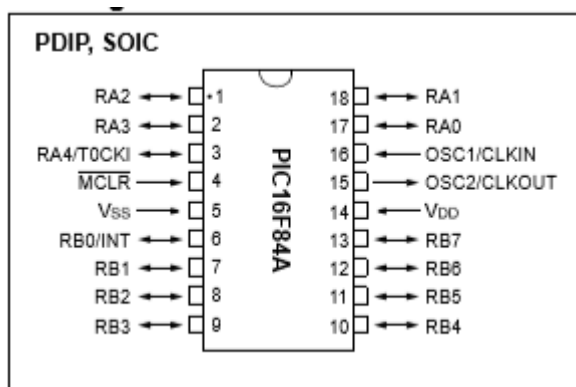 PDIP, SOIC
RA2 •1 18 RA1
RA3 2 17 RA0
RA4/T0CKI 3 16 OSC1/CLKIN
MCLR 4 15 OSC2/CLKOUT
VSS 5 14 VDD
RB0/INT 6 13 RB7
RB1 7 12 RB6
RB2 8 11 RB5
RB3 9 10 RB4
PIC16F84A